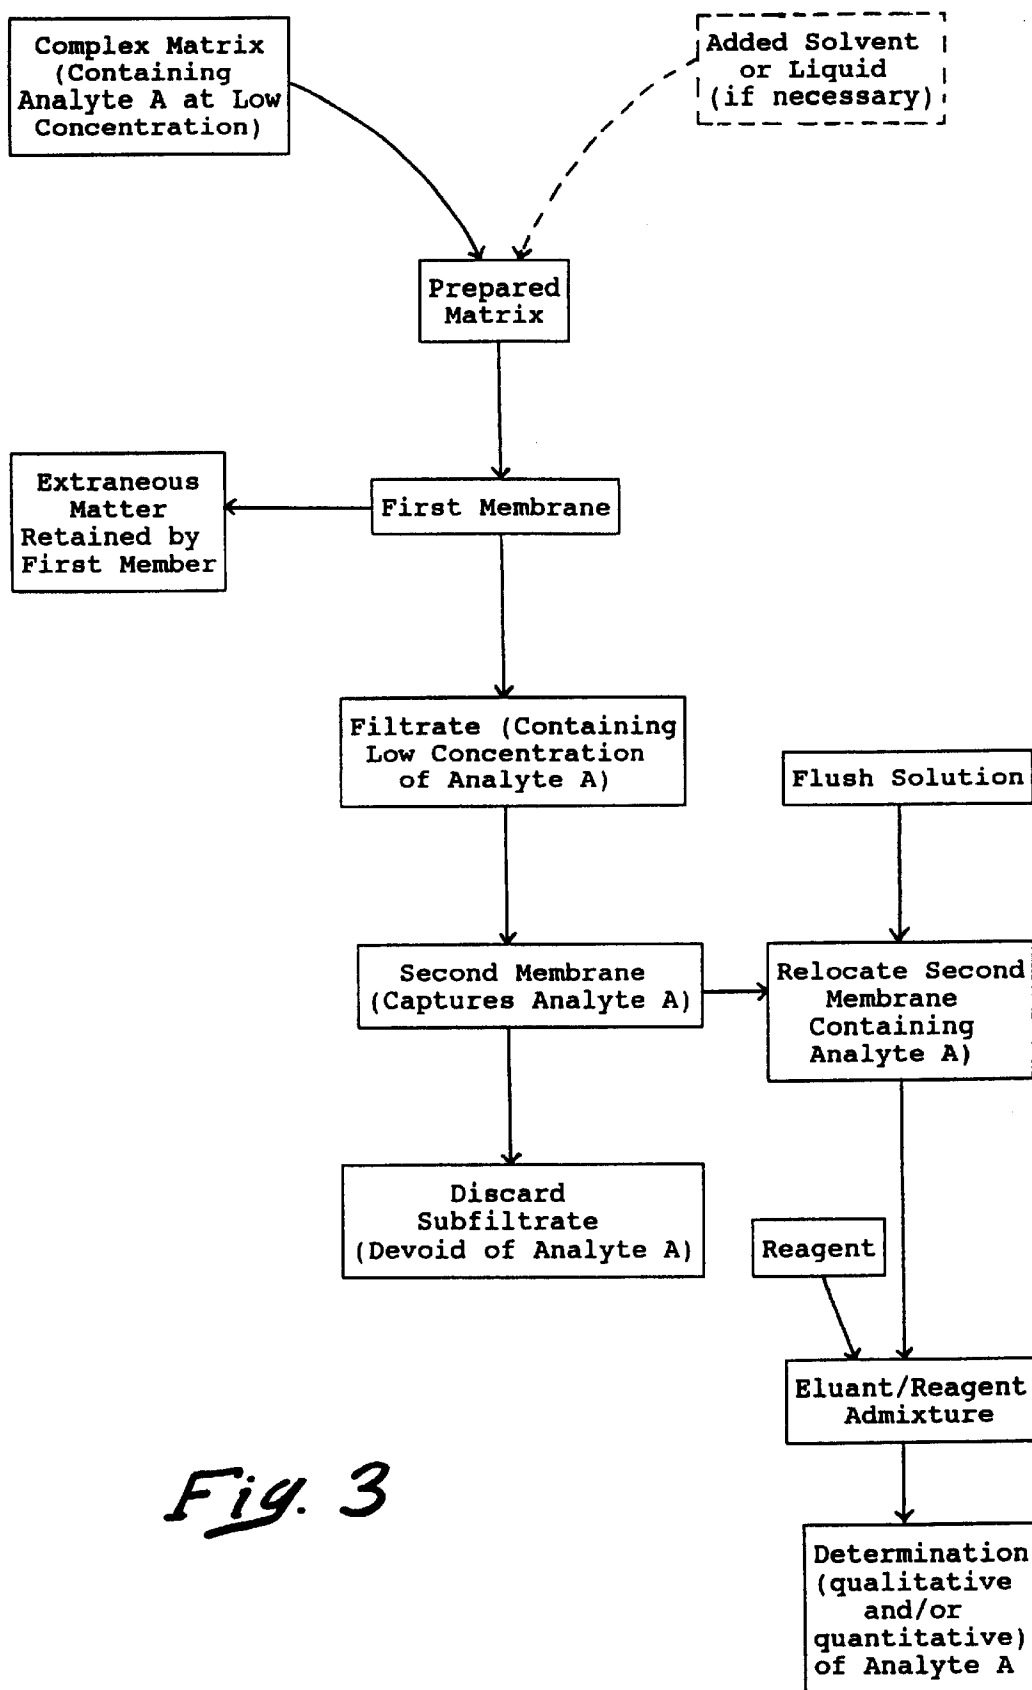 Complex Matrix
(Containing
Analyte A at Low
Concentration)
Added Solvent
or Liquid
(if necessary)
Prepared
Matrix
Extraneous
Matter
Retained by
First Member
First Membrane
Filtrate (Containing
Low Concentration
of Analyte A)
Flush Solution
Second Membrane
(Captures Analyte A)
Relocate Second
Membrane
Containing
Analyte A)
Discard
Subfiltrate
(Devoid of Analyte A)
Reagent
Eluant/Reagent
Admixture
Determination
(qualitative
and/or
quantitative)
of Analyte A
Fig. 3